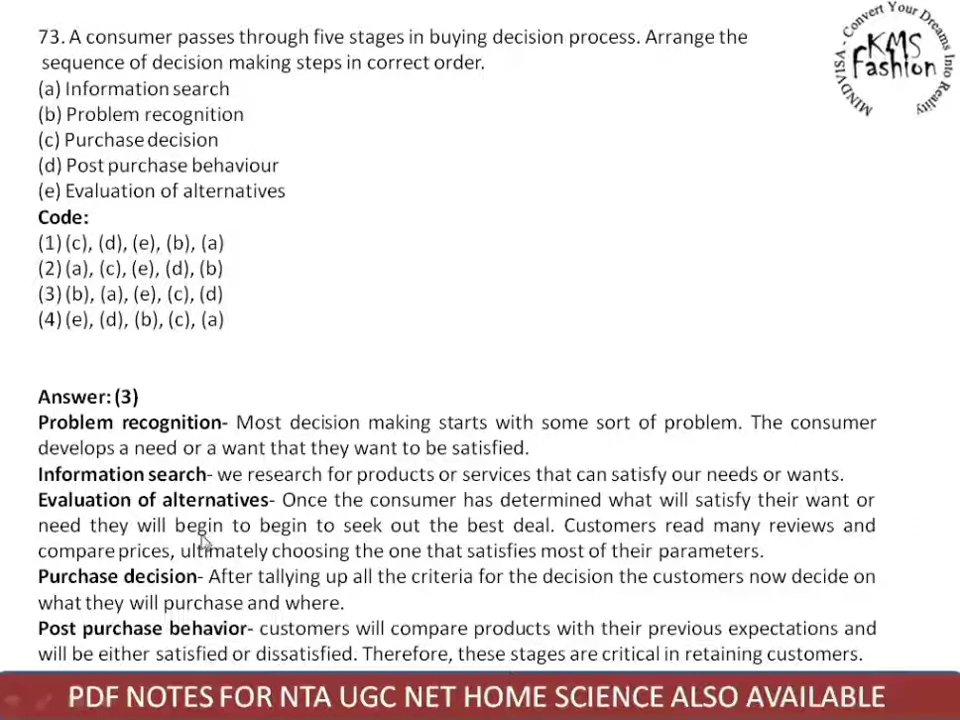 73. A consumer passes through five stages in buying decision process. Arrange the
sequence of decision making steps in correct order.
(a) Information search
(b) Problem recognition
(c) Purchase decision
(d) Post purchase behaviour
(e) Evaluation of alternatives
Code:
(1) (c), (d), (e), (b), (a)
(2) (a), (c), (e), (d), (b)
(3) (b), (a), (e), (c), (d)
(4) (e), (d), (b), (c), (a)
MINDVISA - Convert Your Dreams Into Reality
KMS
Fashion
Answer: (3)
Problem recognition- Most decision making starts with some sort of problem. The consumer
develops a need or a want that they want to be satisfied.
Information search- we research for products or services that can satisfy our needs or wants.
Evaluation of alternatives- Once the consumer has determined what will satisfy their want or
need they will begin to begin to seek out the best deal. Customers read many reviews and
compare prices, ultimately choosing the one that satisfies most of their parameters.
Purchase decision- After tallying up all the criteria for the decision the customers now decide on
what they will purchase and where.
Post purchase behavior- customers will compare products with their previous expectations and
will be either satisfied or dissatisfied. Therefore, these stages are critical in retaining customers.
PDF NOTES FOR NTA UGC NET HOME SCIENCE ALSO AVAILABLE